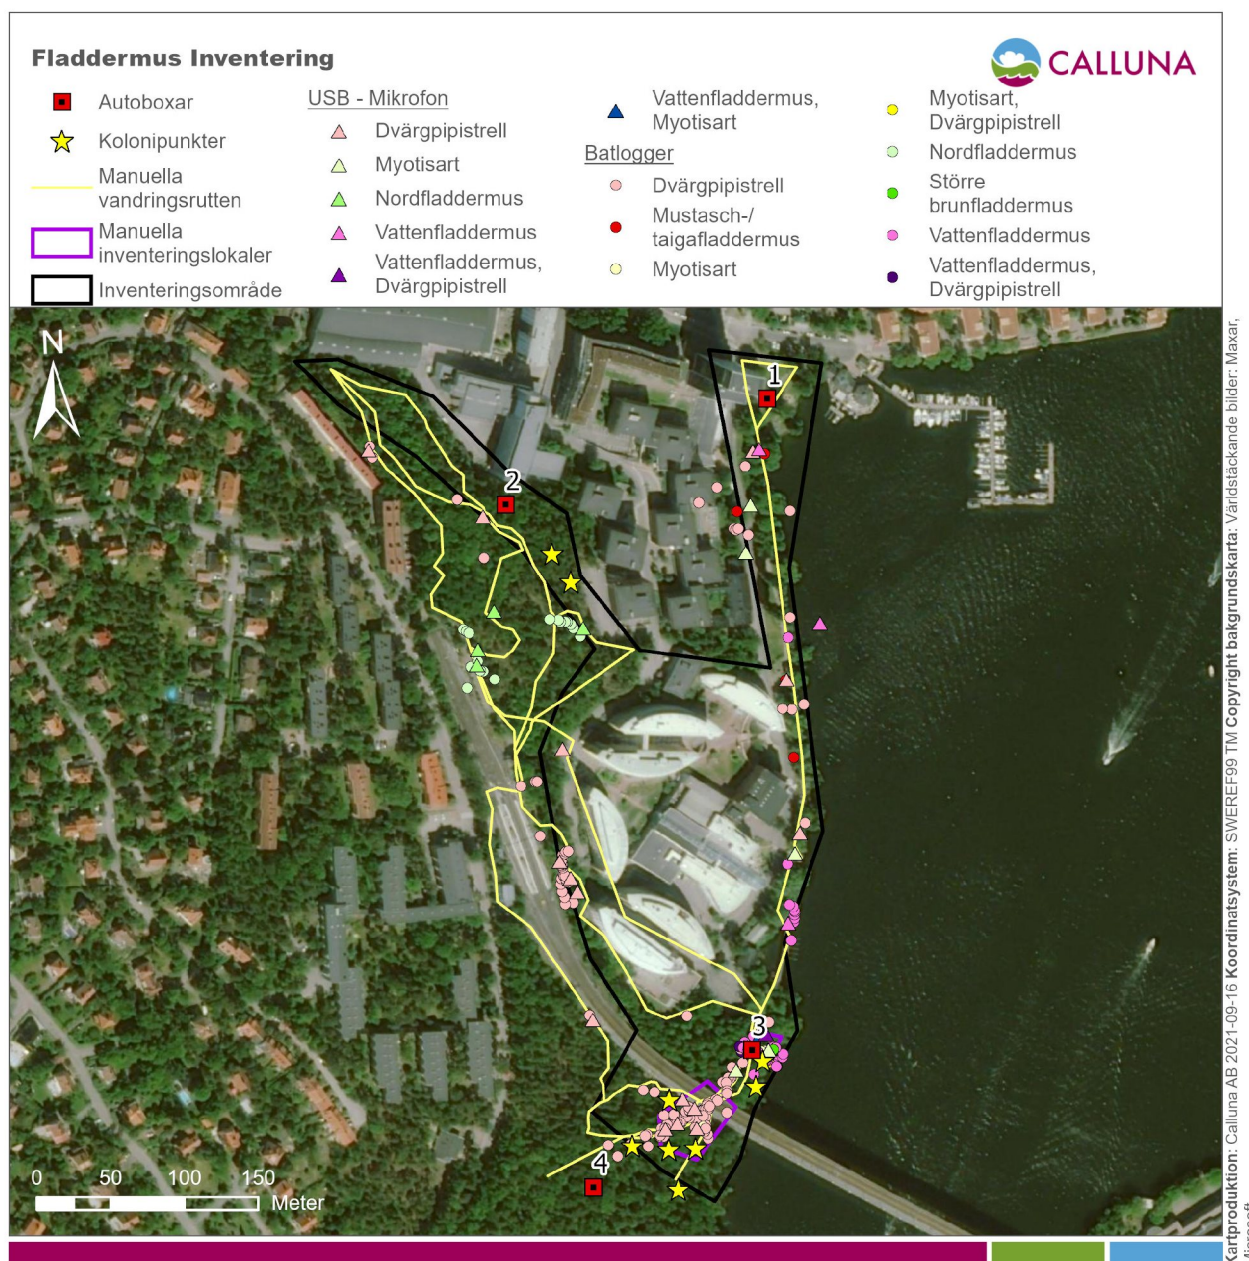 Fladdermus Inventering
CALLUNA
Autoboxar
Kolonipunkter
Manuella
vandringsrutten
Manuella
inventeringslokaler
Inventeringsområde
USB - Mikrofon
Dvärgpipistrell
Myotisart
Nordfladdermus
Vattenfladdermus
Vattenfladdermus,
Dvärgpipistrell
Vattenfladdermus,
Myotisart
Batlogger
Dvärgpipistrell
Mustasch-/
taigafladdermus
Myotisart
Myotisart,
Dvärgpipistrell
Nordfladdermus
Större
brunfladdermus
Vattenfladdermus
Vattenfladdermus,
Dvärgpipistrell
N
1
2
3
4
0 50 100 150
Meter
Kartproduktion: Calluna AB 2021-09-16 Koordinatsystem: SWEREF99 TM Copyright bakgrundskarta: Världstäckande bilder: Maxar,
Microsoft